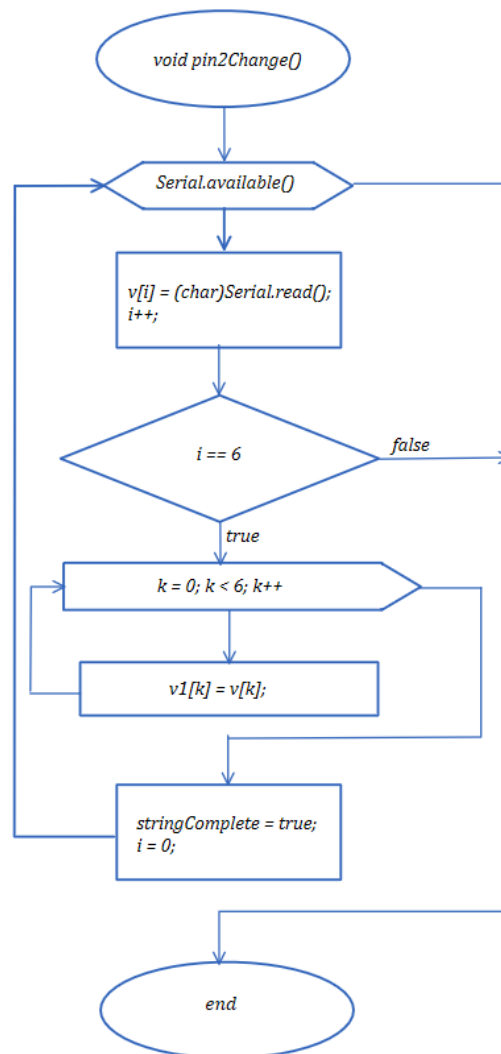 void pin2Change()
Serial.available()
v[i] = (char)Serial.read();
i++;
i == 6
false
true
k = 0; k < 6; k++
v1[k] = v[k];
stringComplete = true;
i = 0;
end